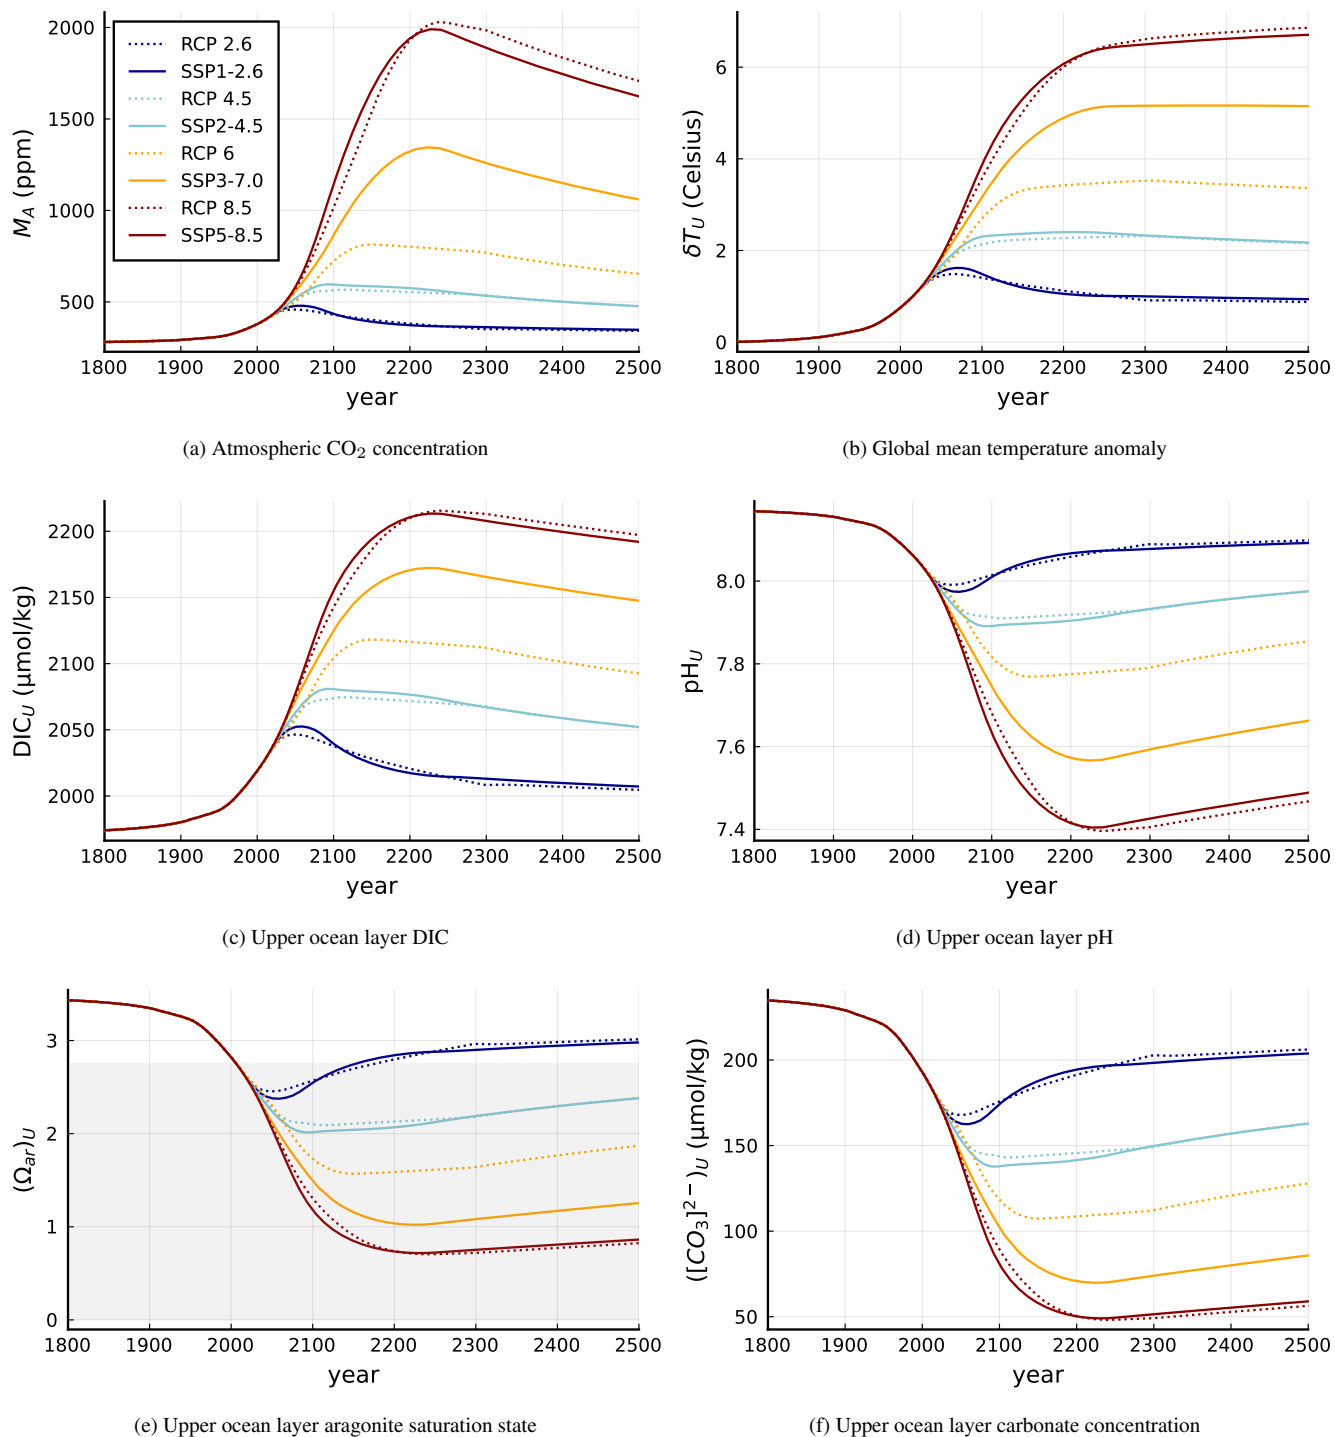 2000
1500
1000
500
M_A (ppm)
RCP 2.6
SSP1-2.6
RCP 4.5
SSP2-4.5
RCP 6
SSP3-7.0
RCP 8.5
SSP5-8.5
1800 1900 2000 2100 2200 2300 2400 2500
year
(a) Atmospheric CO₂ concentration
6
4
2
0
δT_U (Celsius)
1800 1900 2000 2100 2200 2300 2400 2500
year
(b) Global mean temperature anomaly
2200
2150
2100
2050
2000
DIC_U (μmol/kg)
1800 1900 2000 2100 2200 2300 2400 2500
year
(c) Upper ocean layer DIC
8.0
7.8
7.6
7.4
pH_U
1800 1900 2000 2100 2200 2300 2400 2500
year
(d) Upper ocean layer pH
3
2
1
0
(Ω_ar)_U
1800 1900 2000 2100 2200 2300 2400 2500
year
(e) Upper ocean layer aragonite saturation state
200
150
100
50
([CO₃]²⁻)_U (μmol/kg)
1800 1900 2000 2100 2200 2300 2400 2500
year
(f) Upper ocean layer carbonate concentration